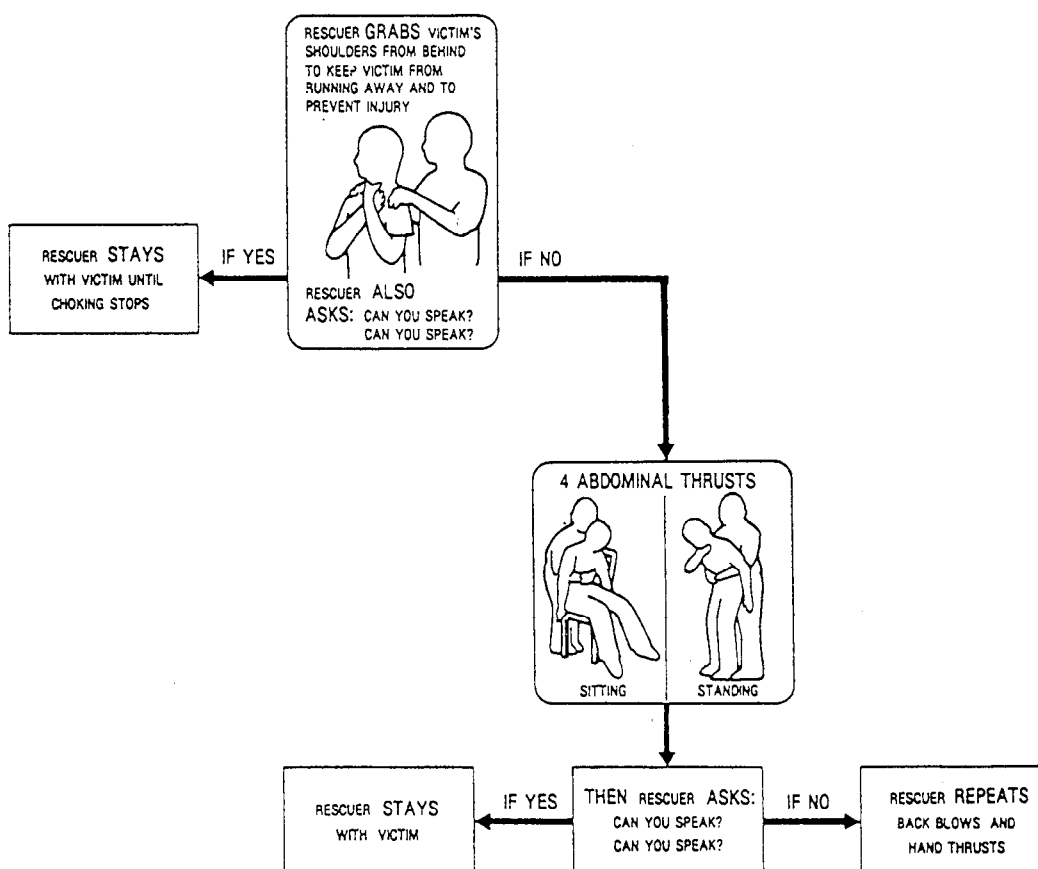 RESCUER GRABS VICTIM'S
SHOULDERS FROM BEHIND
TO KEEP VICTIM FROM
RUNNING AWAY AND TO
PREVENT INJURY
RESCUER STAYS
WITH VICTIM UNTIL
CHOKING STOPS
IF YES
IF NO
RESCUER ALSO
ASKS: CAN YOU SPEAK?
CAN YOU SPEAK?
4 ABDOMINAL THRUSTS
SITTING
STANDING
RESCUER STAYS
WITH VICTIM
IF YES
THEN RESCUER ASKS:
CAN YOU SPEAK?
CAN YOU SPEAK?
IF NO
RESCUER REPEATS
BACK BLOWS AND
HAND THRUSTS